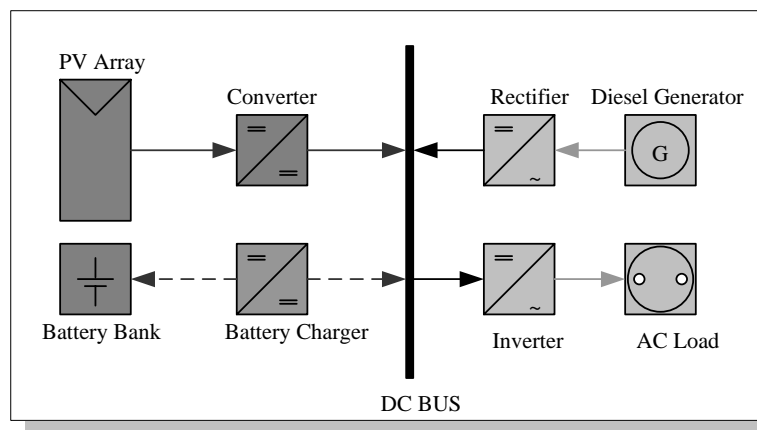 PV Array
Converter
Rectifier
Diesel Generator
G
~
Battery Bank
Battery Charger
Inverter
~
AC Load
DC BUS